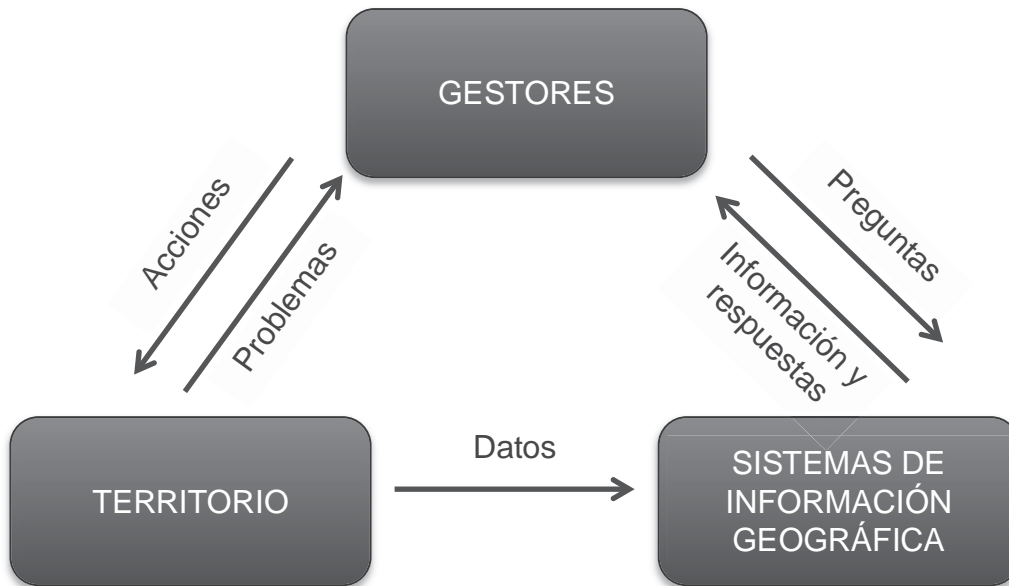 GESTORES
Acciones
Problemas
Preguntas
Información y
respuestas
Datos
TERRITORIO
SISTEMAS DE
INFORMACIÓN
GEOGRÁFICA